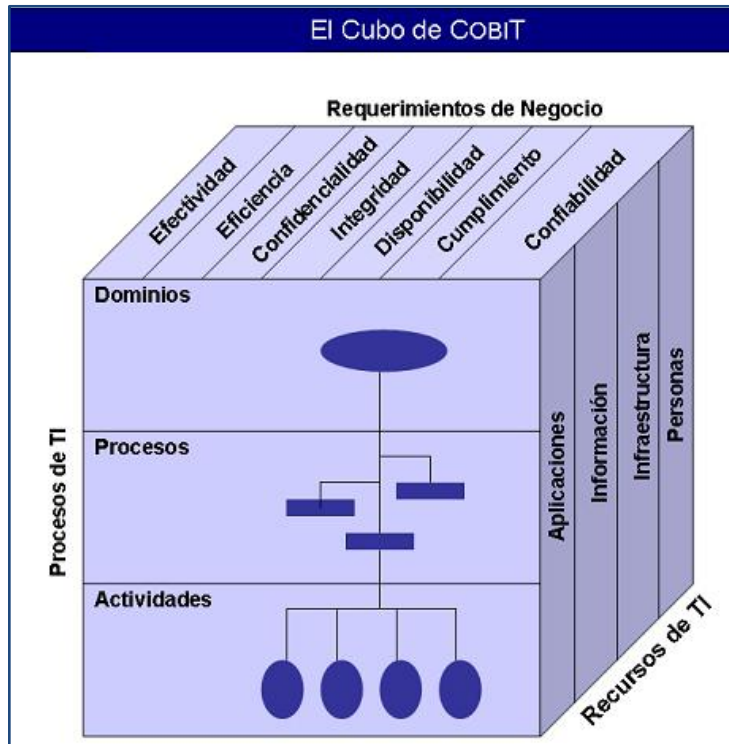 El Cubo de COBIT
Requerimientos de Negocio
Efectividad
Eficiencia
Confidencialidad
Integridad
Disponibilidad
Cumplimiento
Confiabilidad
Dominios
Procesos
Actividades
Procesos de TI
Aplicaciones
Información
Infraestructura
Personas
Recursos de TI